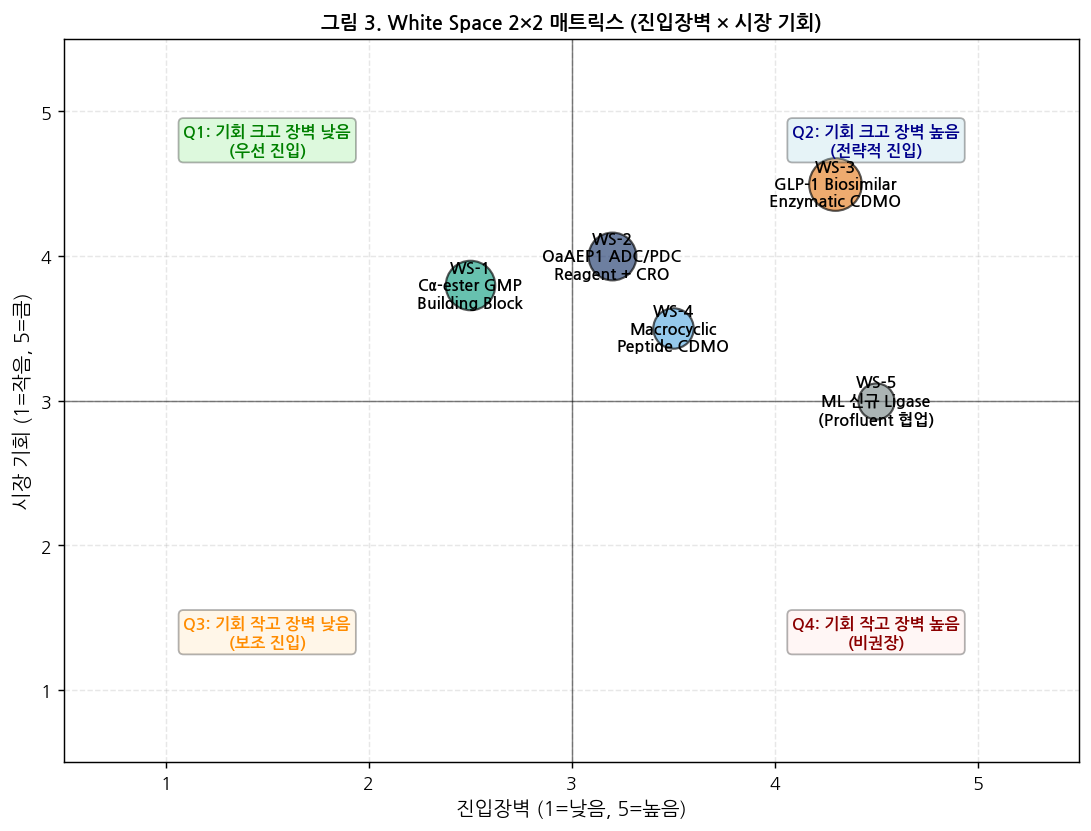 그림 3. White Space 2×2 매트릭스 (진입장벽 × 시장 기회)
시장 기회 (1=작음, 5=큼)
5
4
3
2
1
Q1: 기회 크고 장벽 낮음
(우선 진입)
Q2: 기회 크고 장벽 높음
(전략적 진입)
WS-3
GLP-1 Biosimilar
Enzymatic CDMO
WS-2
OaAEP1 ADC/PDC
Reagent + CRO
WS-1
Cα-ester GMP
Building Block
WS-4
Macrocyclic
Peptide CDMO
WS-5
ML 신규 Ligase
(Profluent 협업)
Q3: 기회 작고 장벽 낮음
(보조 진입)
Q4: 기회 작고 장벽 높음
(비권장)
1
2
3
4
5
진입장벽 (1=낮음, 5=높음)